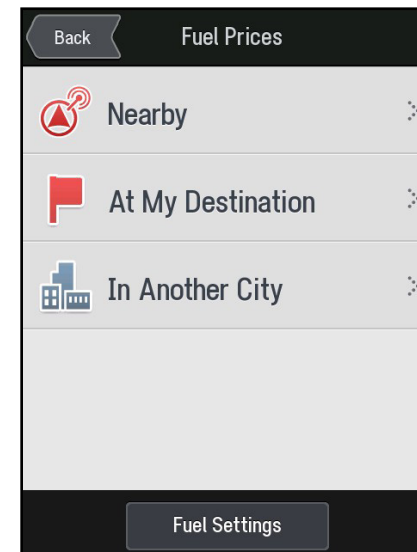 Back
Fuel Prices
Nearby
At My Destination
In Another City
Fuel Settings